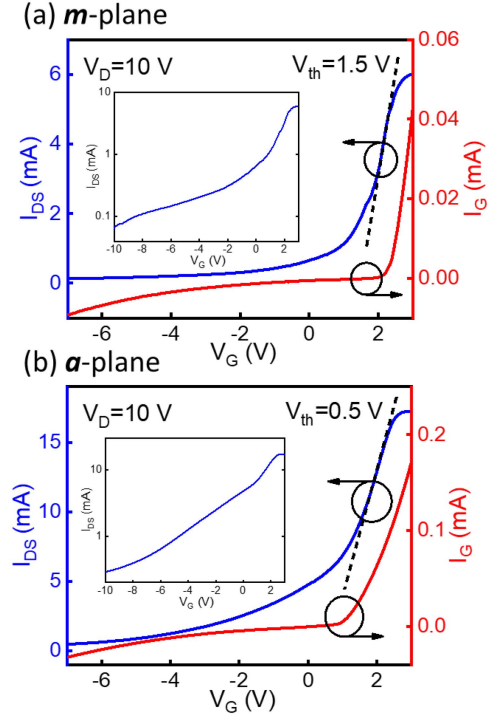 (a) m-plane
V_D=10 V
V_th=1.5 V
I_DS (mA)
6
4
2
0
I_G (mA)
0.06
0.04
0.02
0.00
I_DS (mA)
10
1
0.1
-10 -8 -6 -4 -2 0 2
V_G (V)
-6 -4 -2 0 2
V_G (V)
(b) a-plane
V_D=10 V
V_th=0.5 V
I_DS (mA)
15
10
5
0
I_G (mA)
0.2
0.1
0.0
I_DS (mA)
10
1
-10 -8 -6 -4 -2 0 2
V_G (V)
-6 -4 -2 0 2
V_G (V)